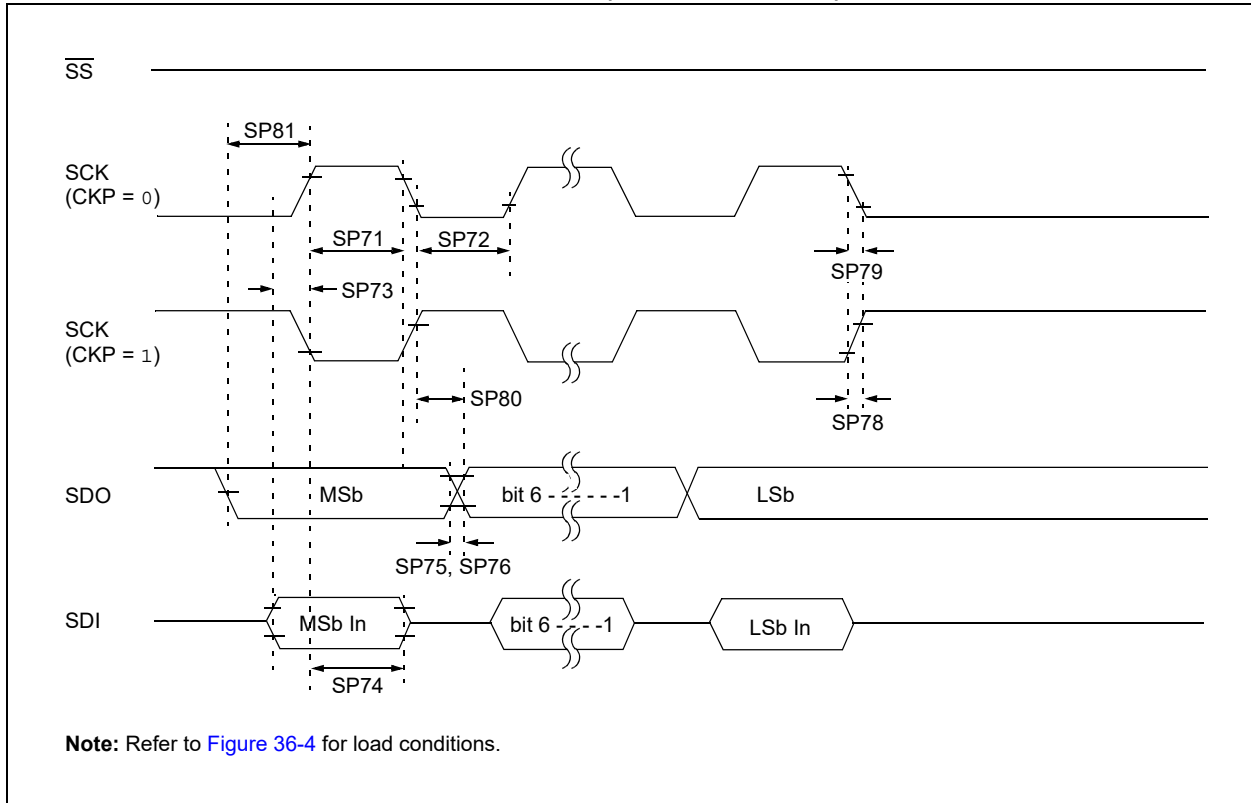 SS
SP81
SCK
(CKP = 0)
SP71
SP72
SP79
SP73
SCK
(CKP = 1)
SP80
SP78
SDO
MSb
bit 6 - - - - - -1
LSb
SP75, SP76
SDI
MSb In
bit 6 - - - -1
LSb In
SP74
Note: Refer to Figure 36-4 for load conditions.